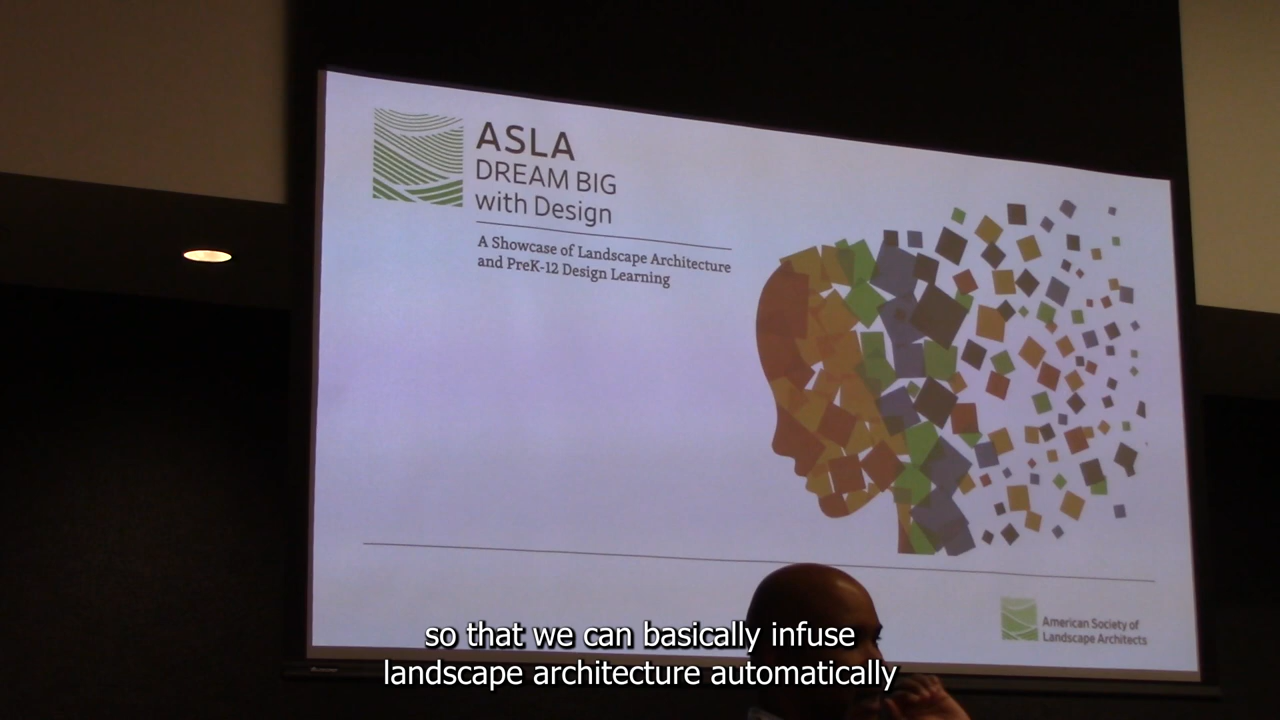 ASLA
DREAM BIG
with Design
A Showcase of Landscape Architecture
and PreK-12 Design Learning
American Society of
Landscape Architects
so that we can basically infuse
landscape architecture automatically